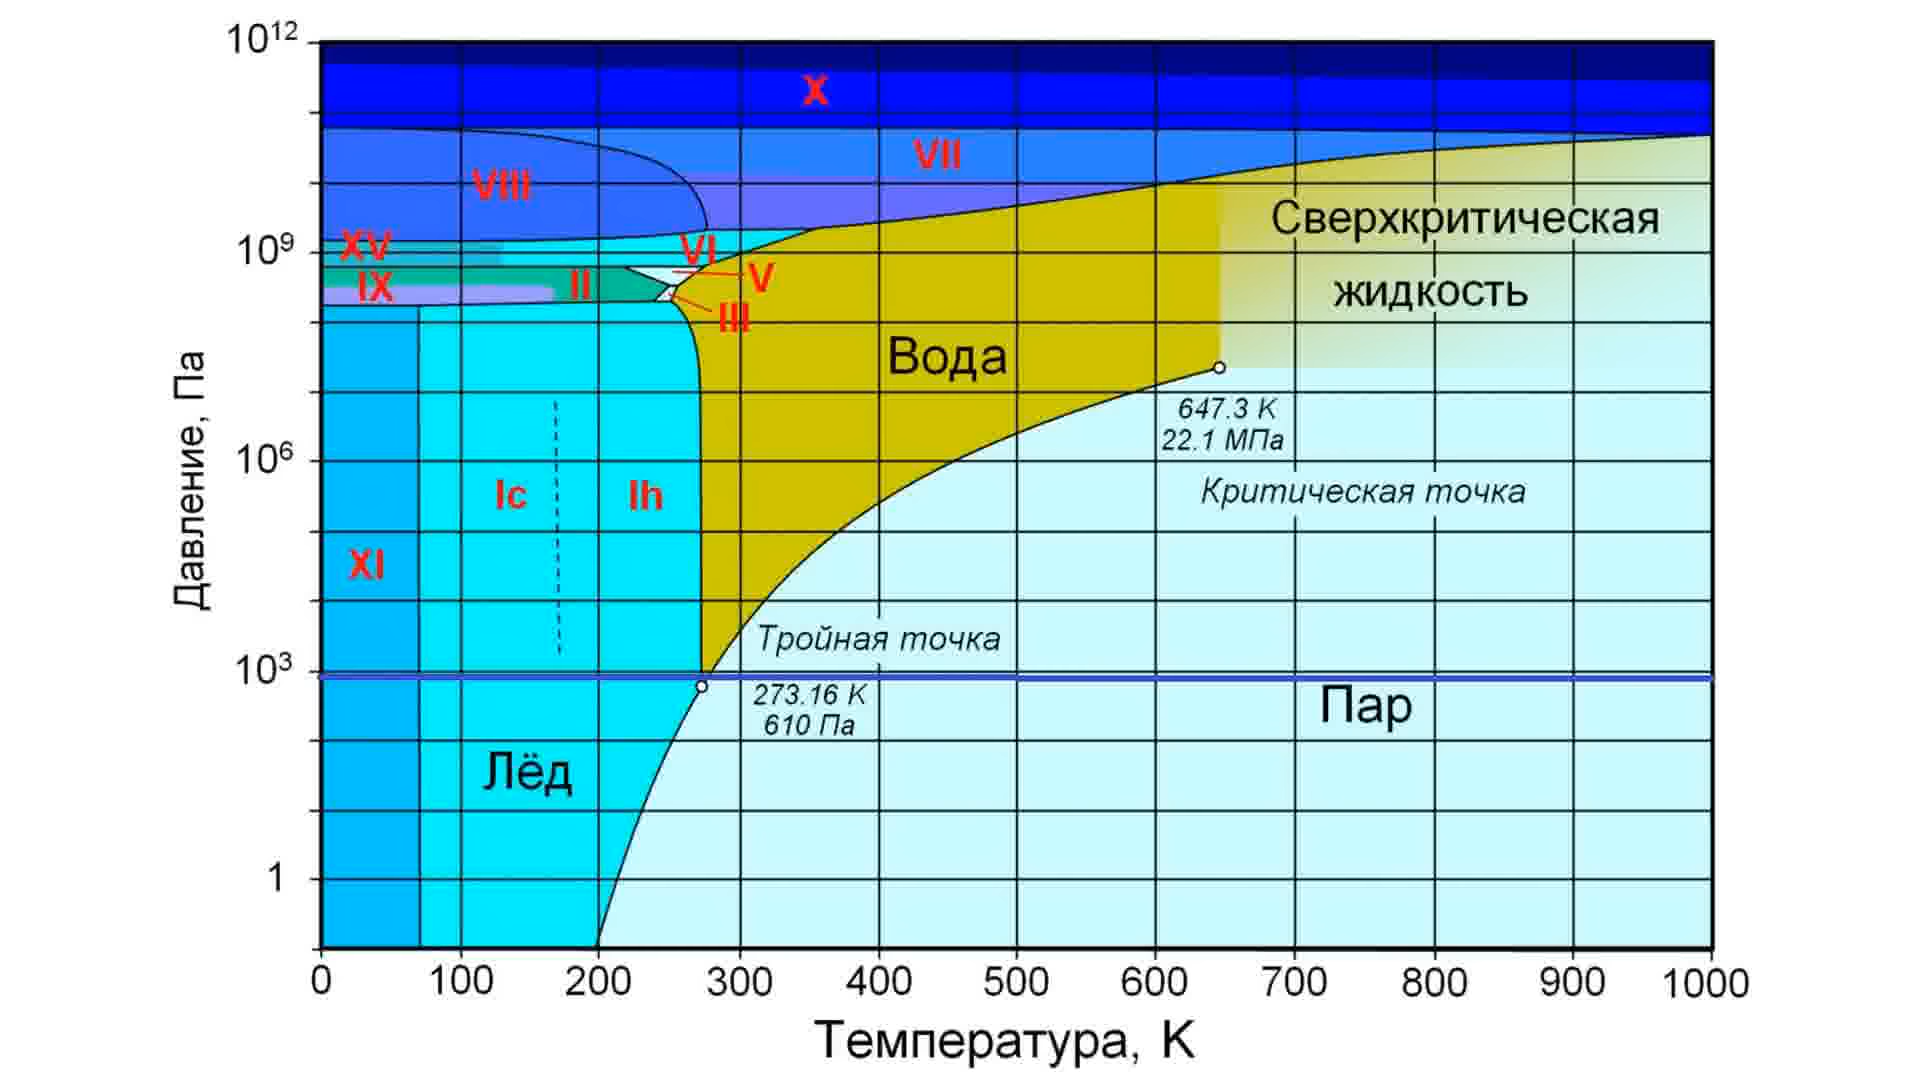 10¹²
X
VII
VIII
Сверхкритическая
XV
VI
10⁹
V
IX
II
жидкость
III
Вода
Давление, Па
647.3 К
22.1 МПа
10⁶
Критическая точка
Ic
Ih
XI
Тройная точка
10³
273.16 К
610 Па
Пар
Лёд
1
0 100 200 300 400 500 600 700 800 900 1000
Температура, К